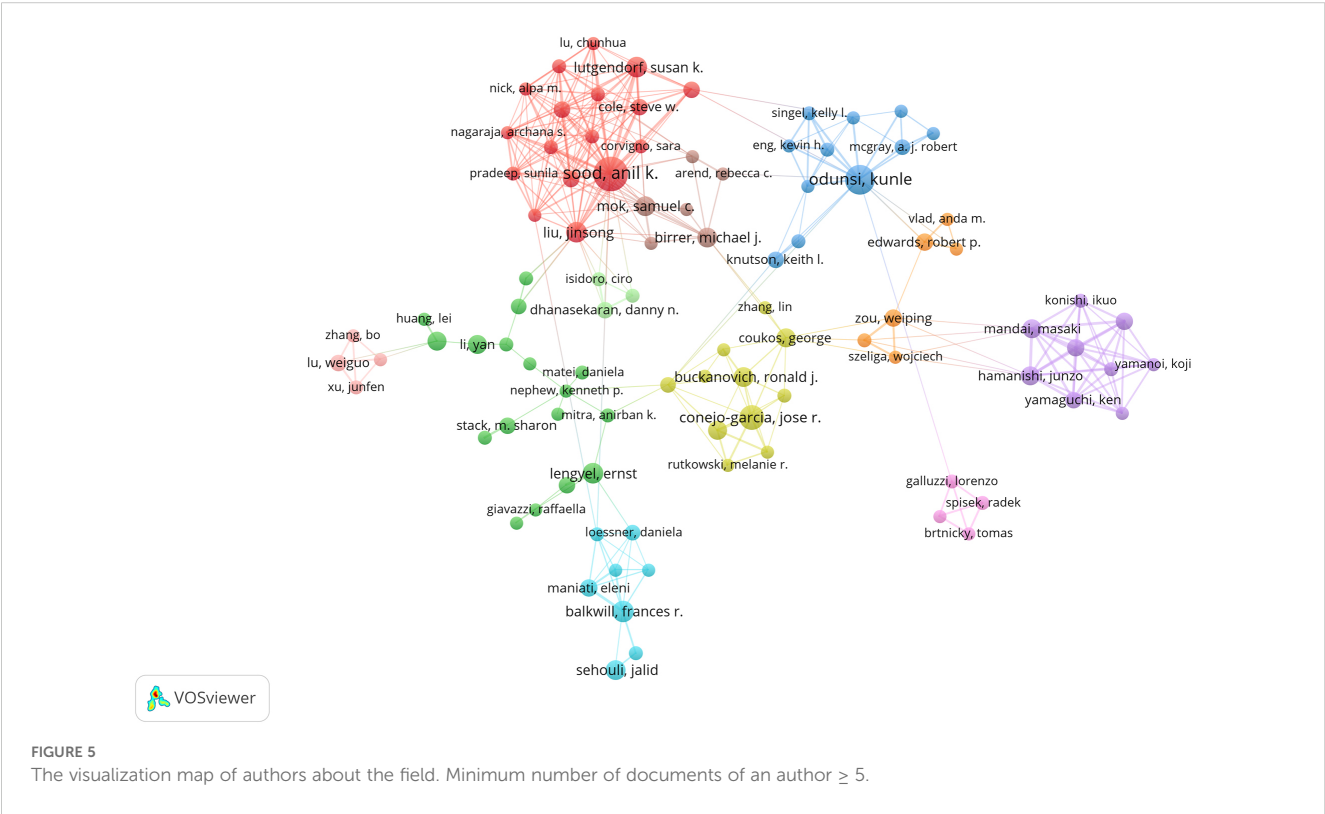 lu, chunhua
lutgendorf, susan k.
nick, alpa m.
cole, steve w.
singel, kelly l.
nagaraja, archana s.
corvigno, sara
eng, kevin h.
mcgray, a. j. robert
pradeep, sunila
sood, anil k.
arend, rebecca c.
odunsi, kunle
mok, samuel c.
vlad, anda m.
liu, jinsong
birrer, michael j.
edwards, robert p.
knutson, keith l.
isidoro, ciro
dhanasekaran, danny n.
zhang, lin
konishi, ikuo
huang, lei
zou, weiping
mandai, masaki
zhang, bo
li, yan
coukos, george
lu, weiguo
szeliga, wojciech
yamanoi, koji
matei, daniela
buckanovich, ronald j.
hamanishi, junzo
xu, junfen
nephew, kenneth p.
yamaguchi, ken
mitra, anirban k.
conejo-garcia, jose r.
stack, m. sharon
rutkowski, melanie r.
lengyel, ernst
galluzzi, lorenzo
giavazzi, raffaella
spisek, radek
loessner, daniela
brtnicky, tomas
maniati, eleni
balkwill, frances r.
sehouli, jalid
VOSviewer
FIGURE 5
The visualization map of authors about the field. Minimum number of documents of an author ≥ 5.